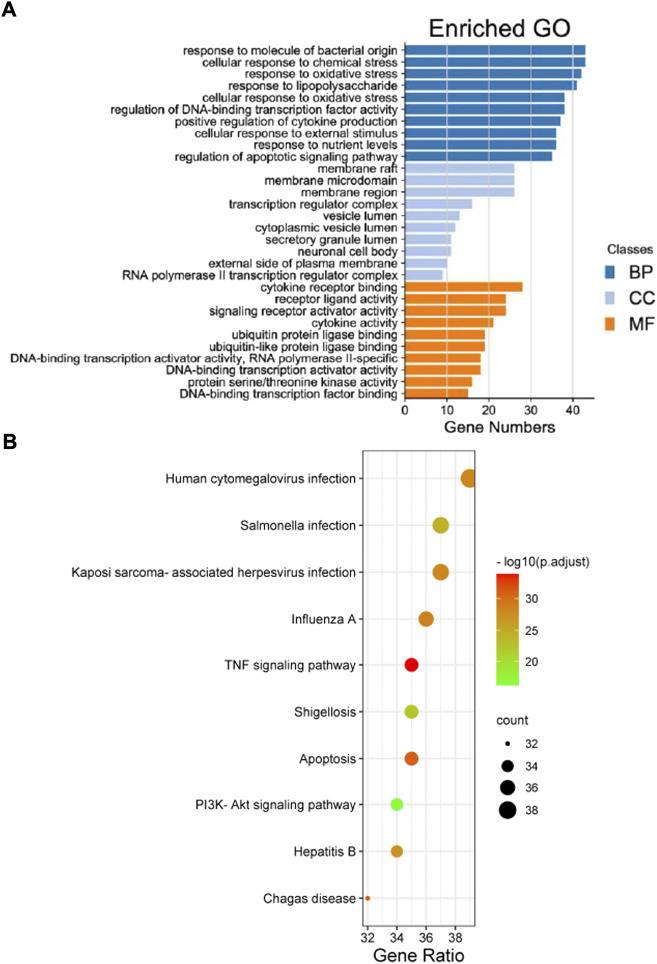 A
Enriched GO
response to molecule of bacterial origin
cellular response to chemical stress
response to oxidative stress
response to lipopolysaccharide
cellular response to oxidative stress
regulation of DNA-binding transcription factor activity
positive regulation of cytokine production
cellular response to external stimulus
response to nutrient levels
regulation of apoptotic signaling pathway
membrane raft
membrane microdomain
membrane region
transcription regulator complex
vesicle lumen
cytoplasmic vesicle lumen
secretory granule lumen
neuronal cell body
external side of plasma membrane
RNA polymerase II transcription regulator complex
cytokine receptor binding
receptor ligand activity
signaling receptor activator activity
cytokine activity
ubiquitin protein ligase binding
ubiquitin-like protein ligase binding
DNA-binding transcription activator activity, RNA polymerase II-specific
DNA-binding transcription activator activity
protein serine/threonine kinase activity
DNA-binding transcription factor binding
0 10 20 30 40
Gene Numbers
Classes
BP
CC
MF
B
Human cytomegalovirus infection
Salmonella infection
Kaposi sarcoma- associated herpesvirus infection
Influenza A
TNF signaling pathway
Shigellosis
Apoptosis
PI3K- Akt signaling pathway
Hepatitis B
Chagas disease
32 34 36 38
Gene Ratio
- log10(p.adjust)
30
25
20
count
32
34
36
38